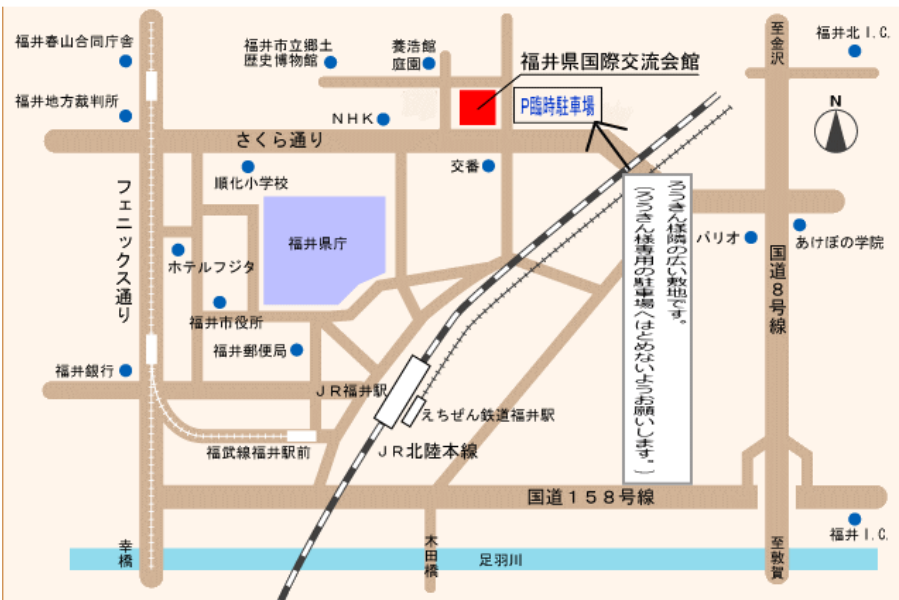 福井春山合同庁舎
福井市立郷土
歴史博物館
養浩館
庭園
福井県国際交流会館
至金沢
福井北I.C.
福井地方裁判所
NHK
P臨時駐車場
N
さくら通り
順化小学校
交番
フェニックス通り
福井県庁
ろうきん様隣の広い敷地です。
(ろうきん様専用の駐車場へはとめないようお願いします。)
バリオ
あけぼの学院
国道8号線
ホテルフジタ
福井市役所
福井郵便局
福井銀行
JR福井駅
えちぜん鉄道福井駅
福武線福井駅前
JR北陸本線
国道158号線
福井I.C.
幸橋
木田橋
足羽川
至敦賀